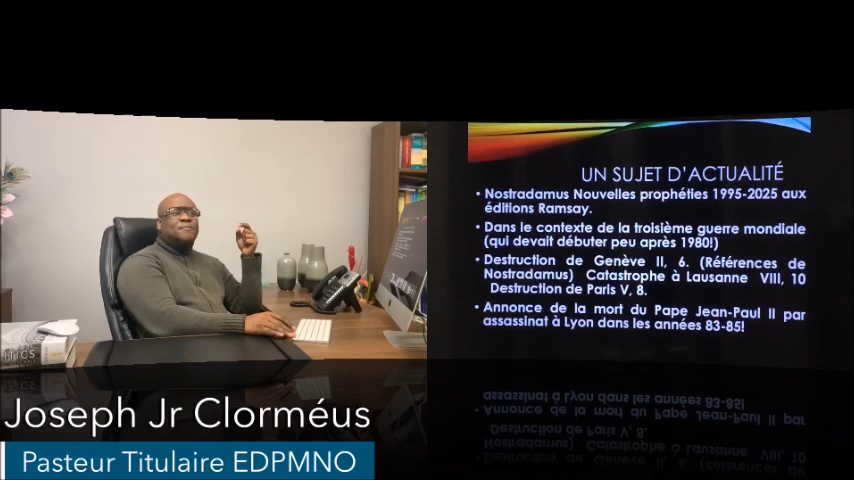 UN SUJET D'ACTUALITÉ
• Nostradamus Nouvelles prophéties 1995-2025 aux
éditions Ramsay.
• Dans le contexte de la troisième guerre mondiale
(qui devait débuter peu après 1980!)
• Destruction de Genève II, 6. (Références de
Nostradamus) Catastrophe à Lausanne VIII, 10
Destruction de Paris V, 8.
• Annonce de la mort du Pape Jean-Paul II par
assassinat à Lyon dans les années 83-85!
Joseph Jr Clorméus
Pasteur Titulaire EDPMNO